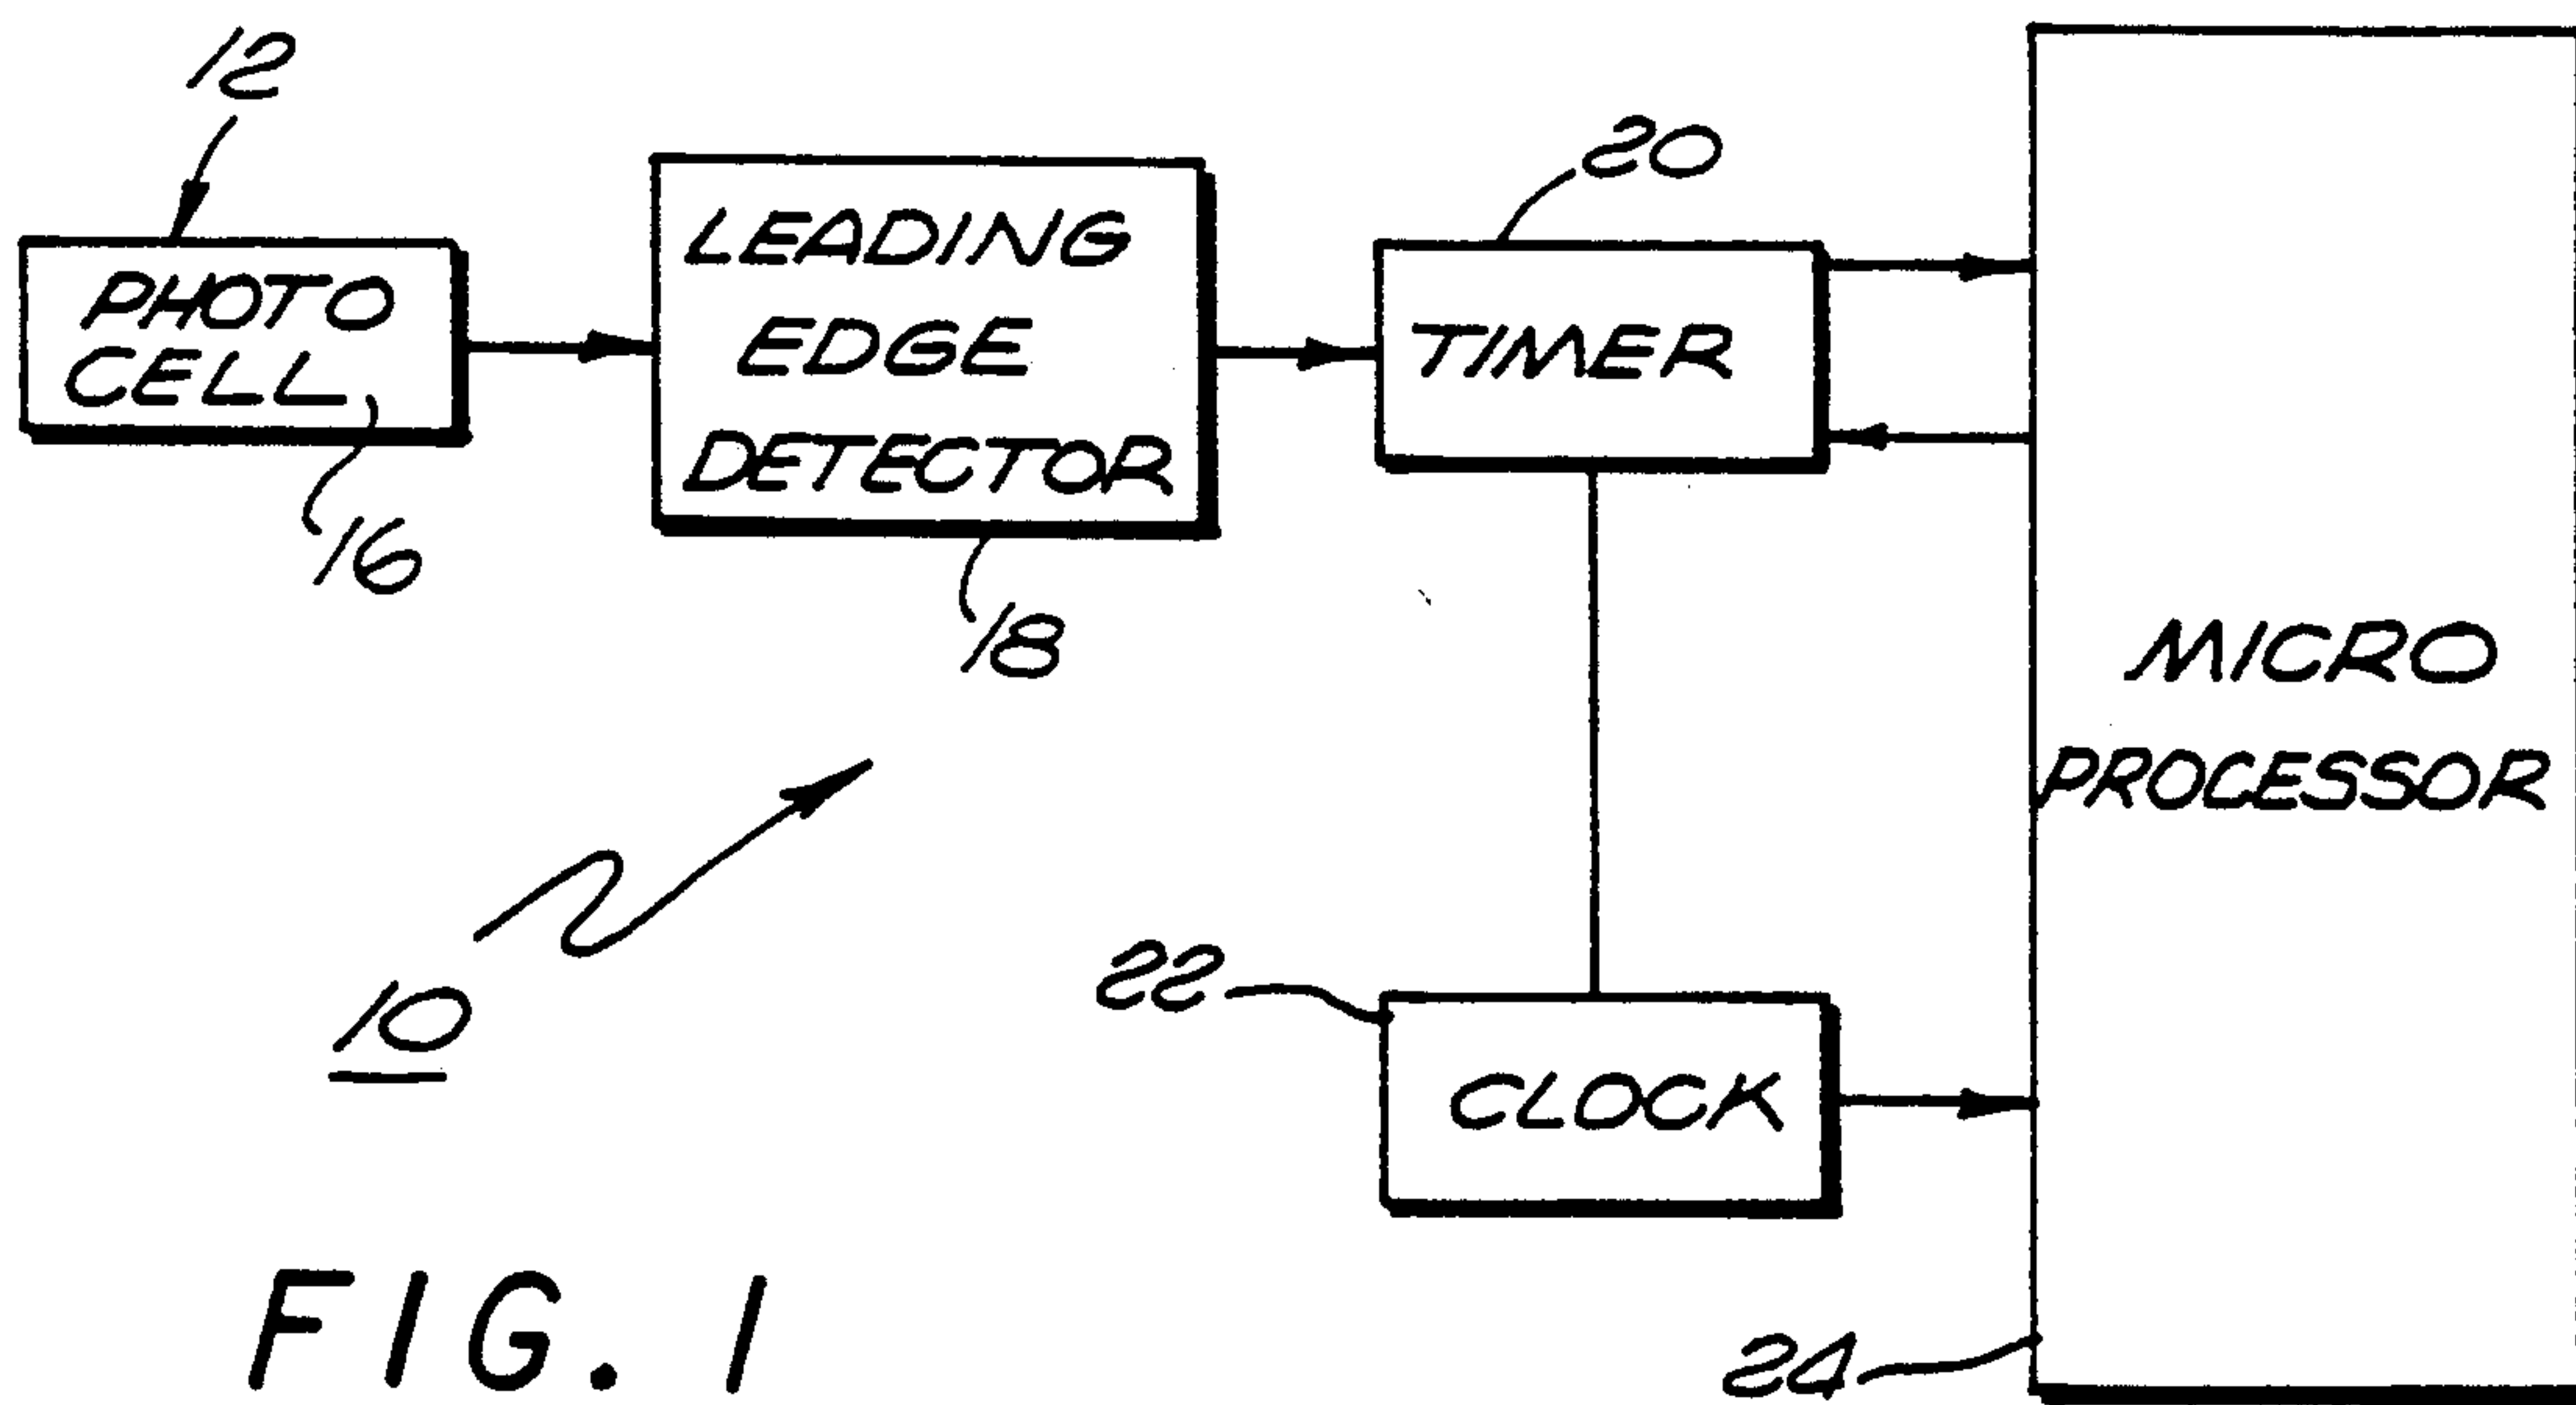 12
PHOTO
CELL
16
LEADING
EDGE
DETECTOR
18
20
TIMER
MICRO
PROCESSOR
10
22
CLOCK
24
FIG. 1